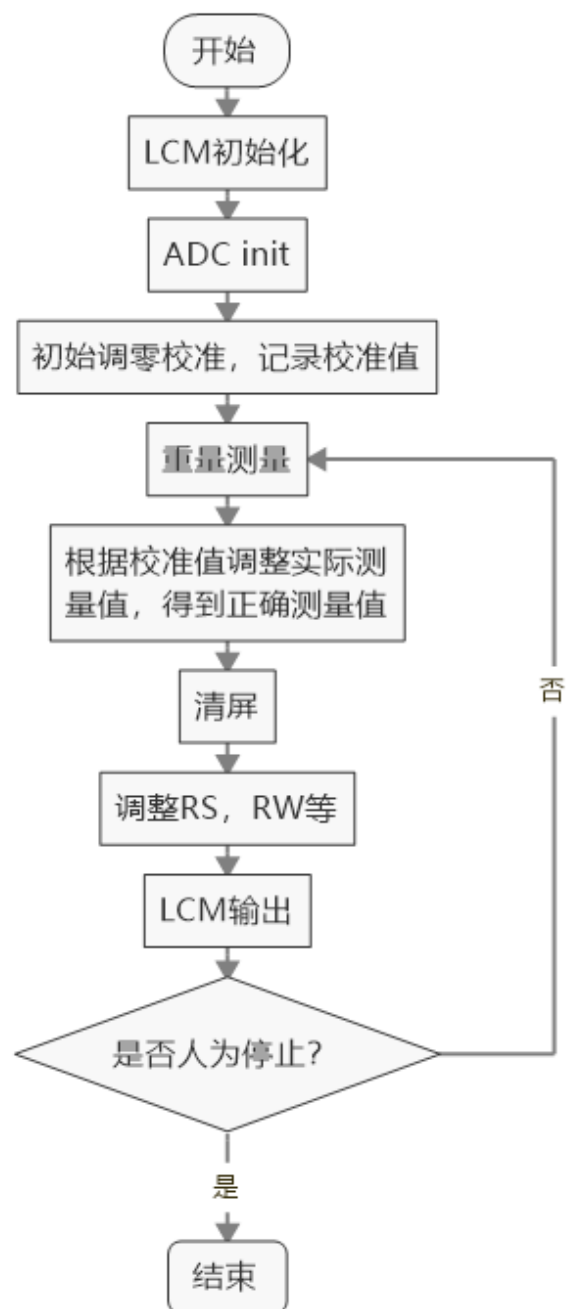 开始
LCM初始化
ADC init
初始调零校准，记录校准值
重量测量
根据校准值调整实际测
量值，得到正确测量值
清屏
调整RS，RW等
LCM输出
是否人为停止？
否
是
结束